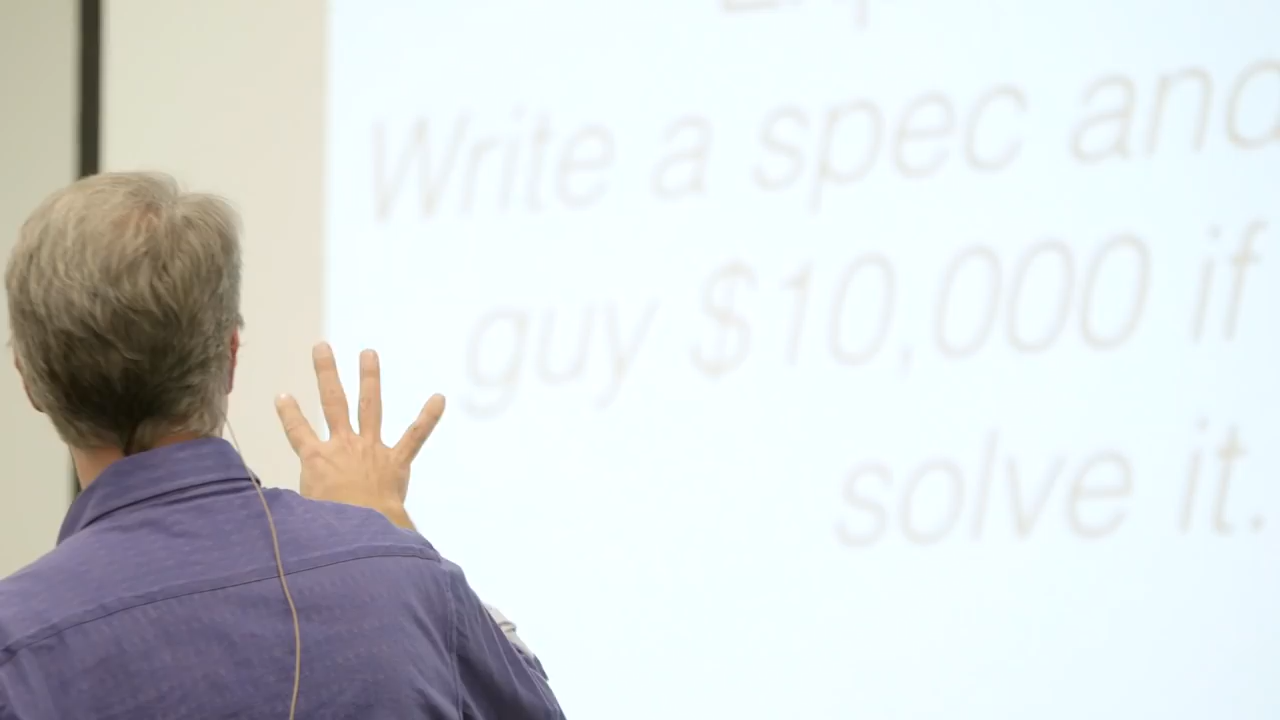 Write a spec and
guy $10,000 if
solve it.